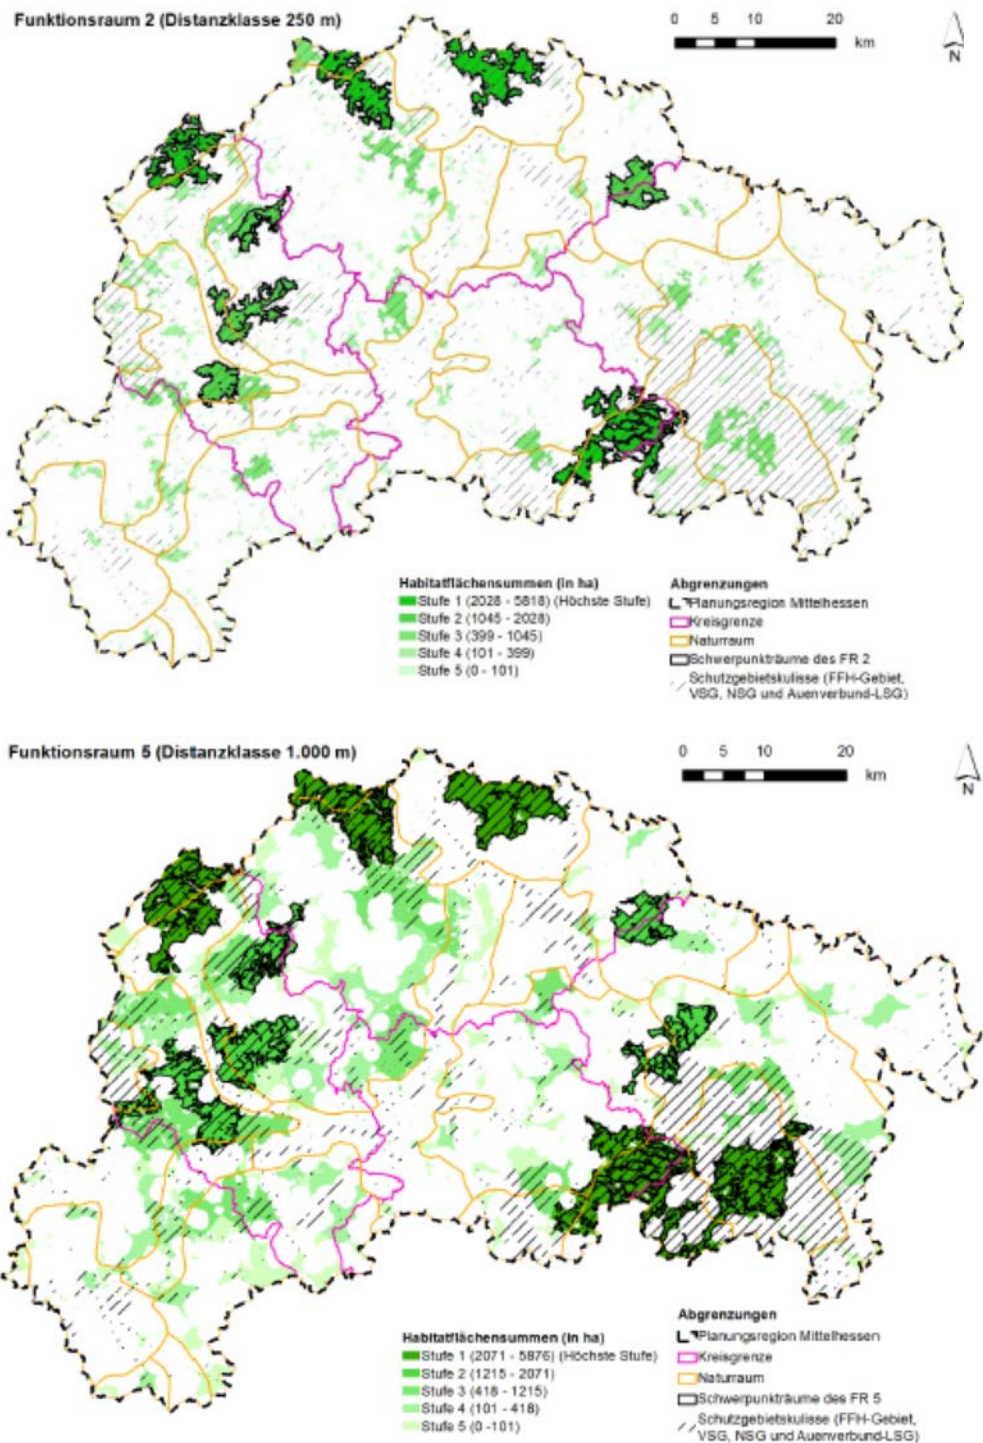 Funktionsraum 2 (Distanzklasse 250 m)
0 10 20
km
N
Habitatflächensummen (in ha)
Stufe 1 (2028 - 5818) (Höchste Stufe)
Stufe 2 (1045 - 2028)
Stufe 3 (399 - 1045)
Stufe 4 (101 - 399)
Stufe 5 (0 - 101)
Abgrenzungen
Planungsregion Mittelhessen
Kreisgrenze
Naturraum
Schwerpunkträume des FR 2
Schutzgebietskulisse (FFH-Gebiet,
VSG, NSG und Auenverbund-LSG)
Funktionsraum 5 (Distanzklasse 1.000 m)
0 5 10 20
km
N
Habitatflächensummen (in ha)
Stufe 1 (2071 - 5876) (Höchste Stufe)
Stufe 2 (1215 - 2071)
Stufe 3 (418 - 1215)
Stufe 4 (101 - 418)
Stufe 5 (0 -101)
Abgrenzungen
Planungsregion Mittelhessen
Kreisgrenze
Naturraum
Schwerpunkträume des FR 5
Schutzgebietskulisse (FFH-Gebiet,
VSG, NSG und Auenverbund-LSG)